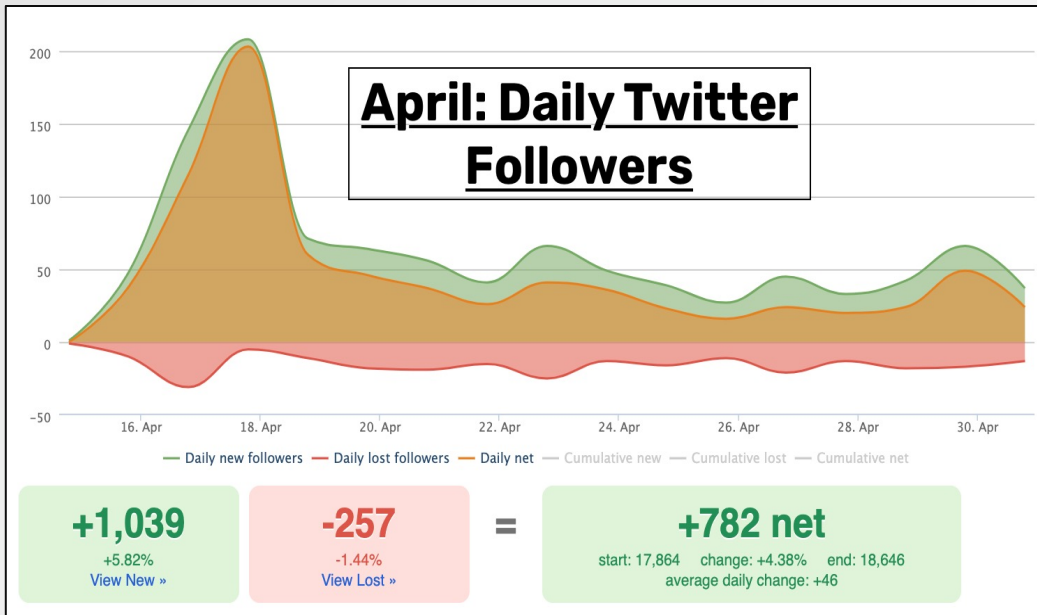 April: Daily Twitter
Followers
200
150
100
50
0
-50
16. Apr 18. Apr 20. Apr 22. Apr 24. Apr 26. Apr 28. Apr 30. Apr
Daily new followers Daily lost followers Daily net Cumulative new Cumulative lost Cumulative net
+1,039 -257 = +782 net
+5.82% -1.44% start: 17,864 change: +4.38% end: 18,646
View New » View Lost » average daily change: +46